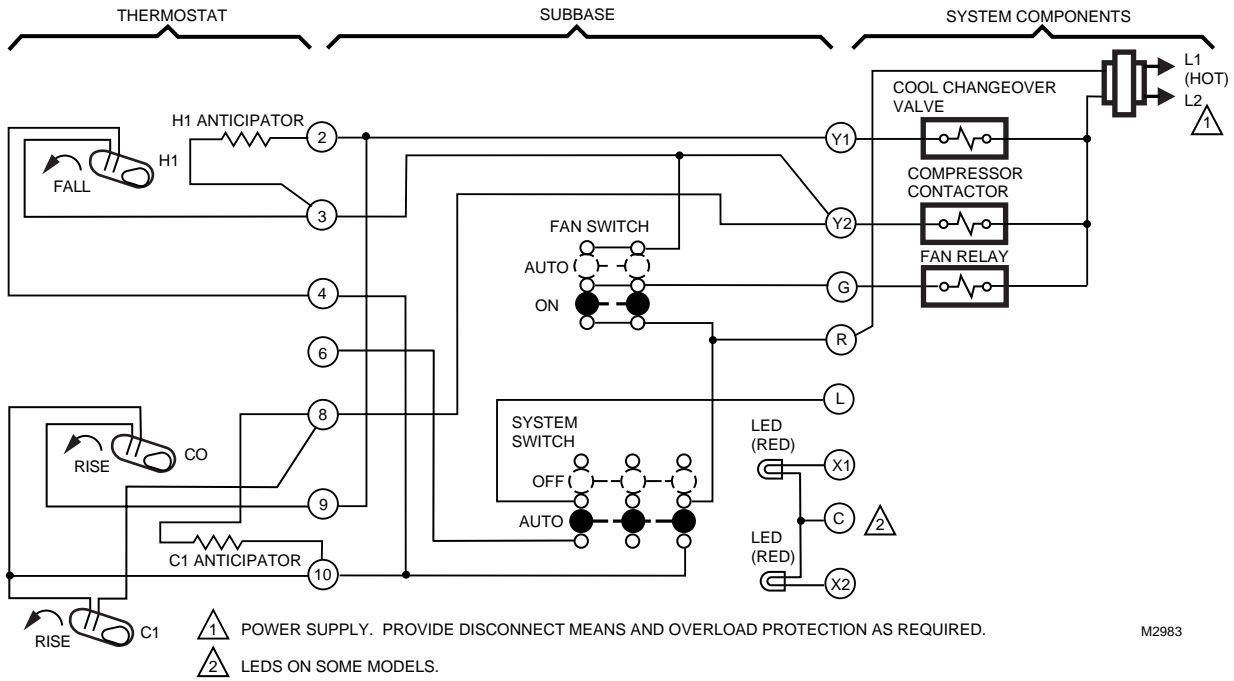 THERMOSTAT
SUBBASE
SYSTEM COMPONENTS
L1
(HOT)
L2
1
COOL CHANGEOVER
VALVE
H1 ANTICIPATOR
2
Y1
H1
FALL
COMPRESSOR
CONTACTOR
3
FAN SWITCH
Y2
FAN RELAY
AUTO
4
G
ON
6
R
L
8
SYSTEM
SWITCH
LED
(RED)
CO
RISE
X1
OFF
9
AUTO
C
2
LED
(RED)
C1 ANTICIPATOR
10
X2
RISE
C1
1 POWER SUPPLY. PROVIDE DISCONNECT MEANS AND OVERLOAD PROTECTION AS REQUIRED.
M2983
2 LEDS ON SOME MODELS.